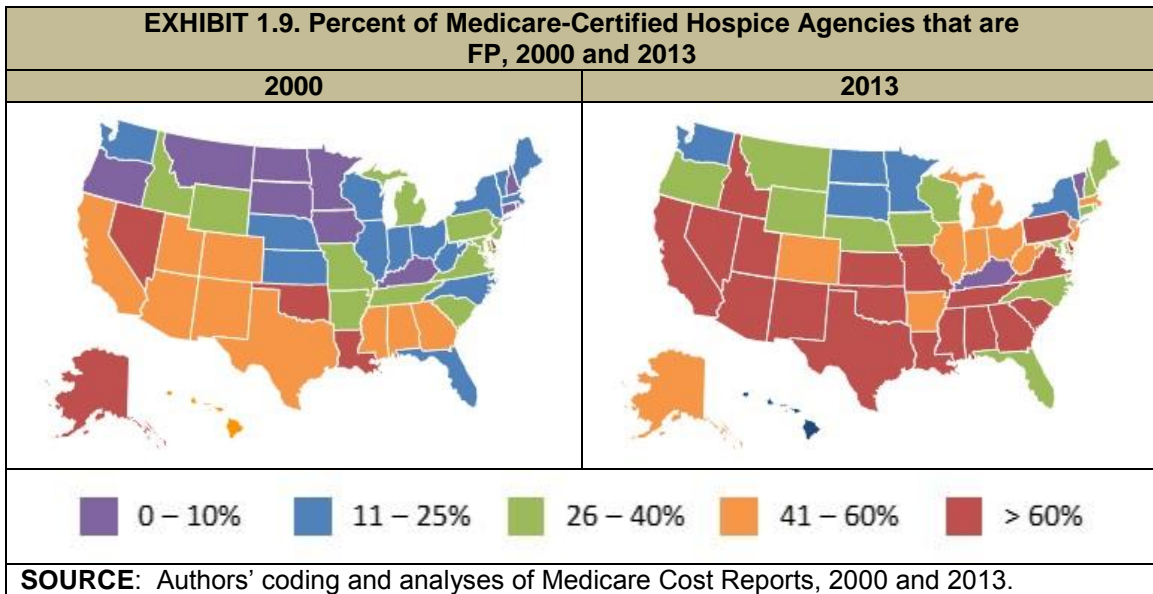 EXHIBIT 1.9. Percent of Medicare-Certified Hospice Agencies that are
FP, 2000 and 2013
2000
2013
0 – 10%
11 – 25%
26 – 40%
41 – 60%
> 60%
SOURCE: Authors’ coding and analyses of Medicare Cost Reports, 2000 and 2013.